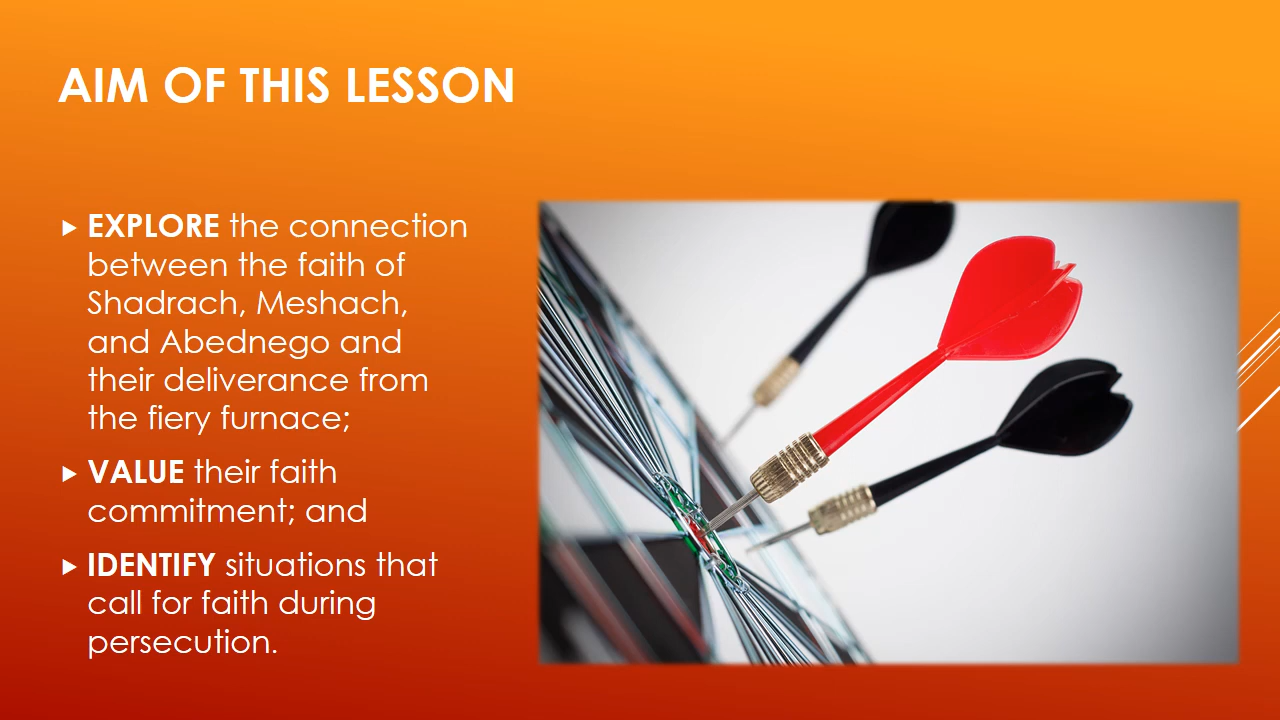 AIM OF THIS LESSON
EXPLORE the connection
between the faith of
Shadrach, Meshach,
and Abednego and
their deliverance from
the fiery furnace;
VALUE their faith
commitment; and
IDENTIFY situations that
call for faith during
persecution.